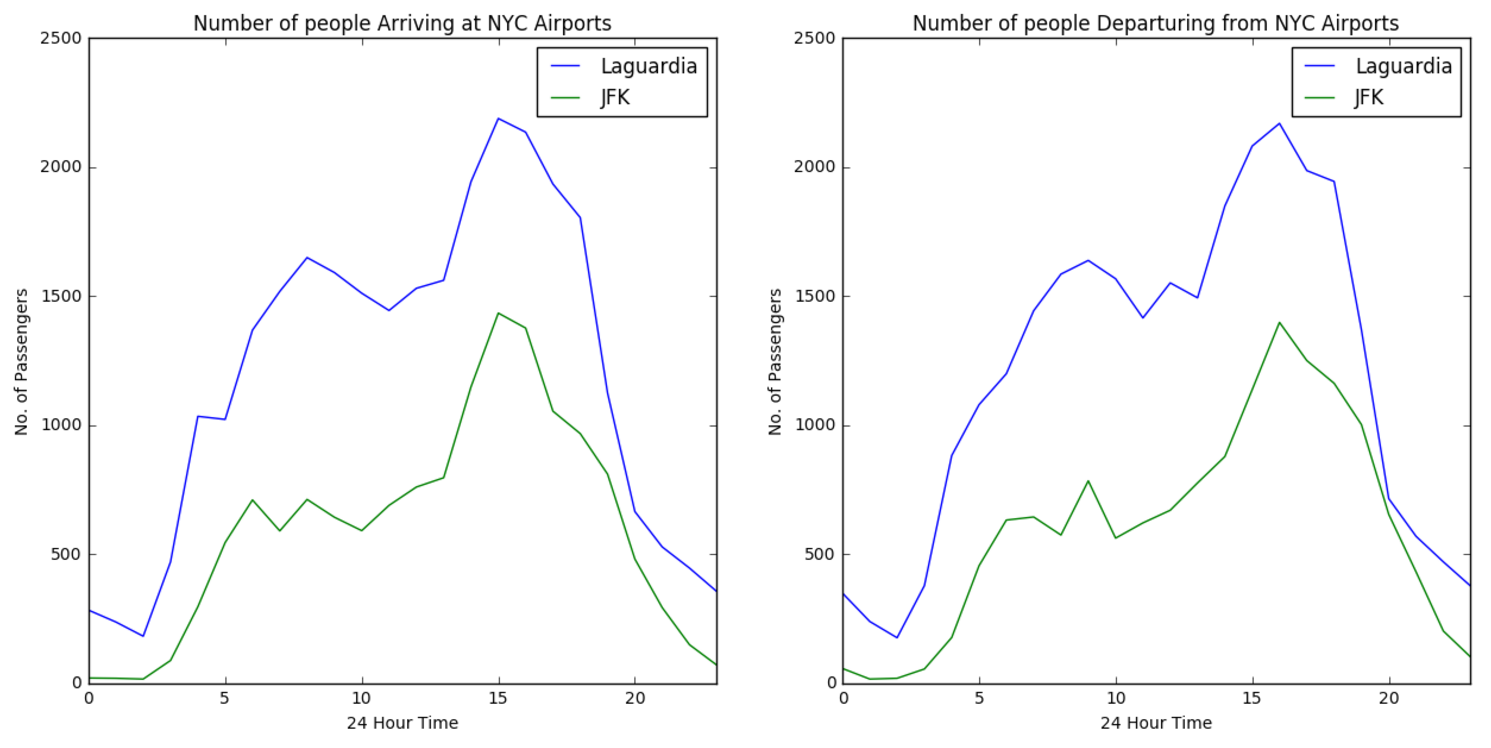 Number of people Arriving at NYC Airports
2500
2000
1500
1000
500
0
No. of Passengers
Laguardia
JFK
0 5 10 15 20
24 Hour Time
Number of people Departuring from NYC Airports
2500
2000
1500
1000
500
0
No. of Passengers
Laguardia
JFK
0 5 10 15 20
24 Hour Time